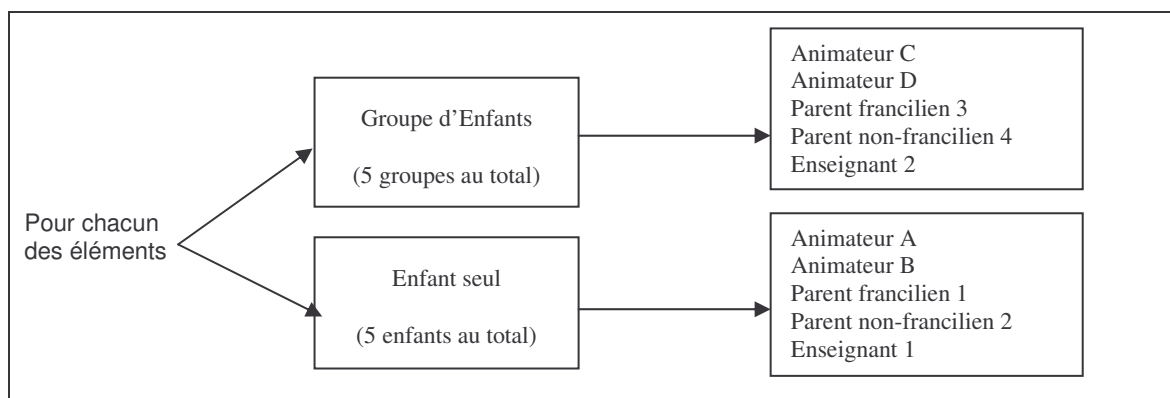 Pour chacun
des éléments
Groupe d'Enfants
(5 groupes au total)
Animateur C
Animateur D
Parent francilien 3
Parent non-francilien 4
Enseignant 2
Enfant seul
(5 enfants au total)
Animateur A
Animateur B
Parent francilien 1
Parent non-francilien 2
Enseignant 1